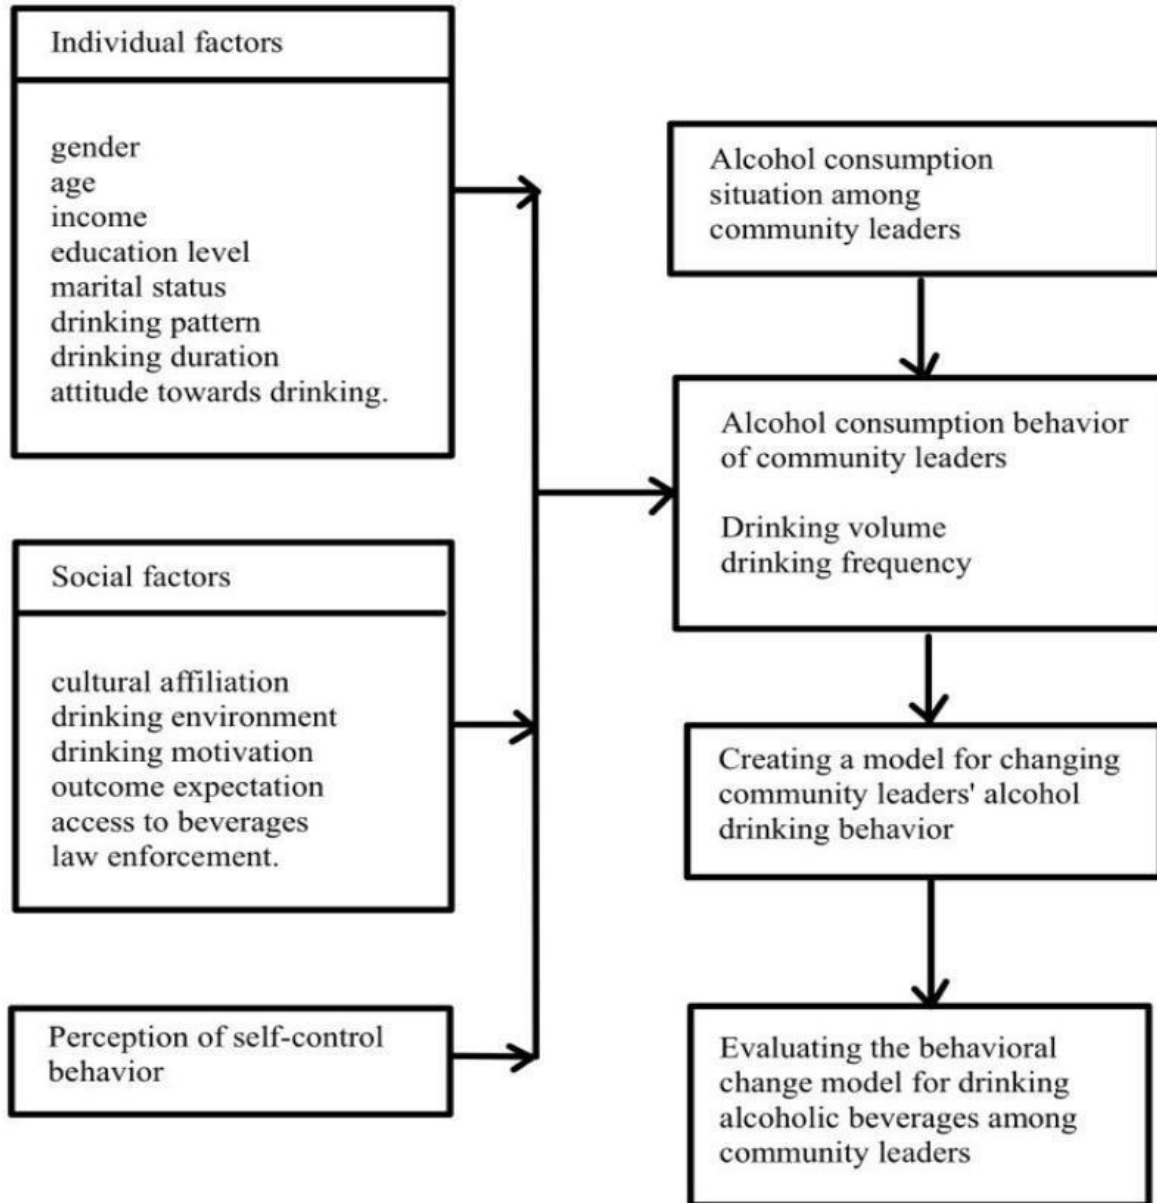 Individual factors
gender
age
income
education level
marital status
drinking pattern
drinking duration
attitude towards drinking.
Social factors
cultural affiliation
drinking environment
drinking motivation
outcome expectation
access to beverages
law enforcement.
Perception of self-control
behavior
Alcohol consumption
situation among
community leaders
Alcohol consumption behavior
of community leaders
Drinking volume
drinking frequency
Creating a model for changing
community leaders' alcohol
drinking behavior
Evaluating the behavioral
change model for drinking
alcoholic beverages among
community leaders